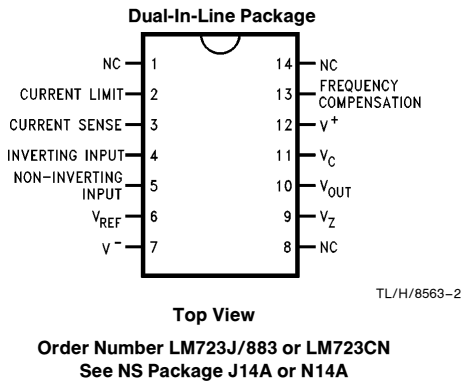 Dual-In-Line Package
NC 1 14 NC
CURRENT LIMIT 2 13 FREQUENCY COMPENSATION
CURRENT SENSE 3 12 V+
INVERTING INPUT 4 11 VC
NON-INVERTING INPUT 5 10 VOUT
VREF 6 9 VZ
V− 7 8 NC
TL/H/8563–2
Top View
Order Number LM723J/883 or LM723CN
See NS Package J14A or N14A